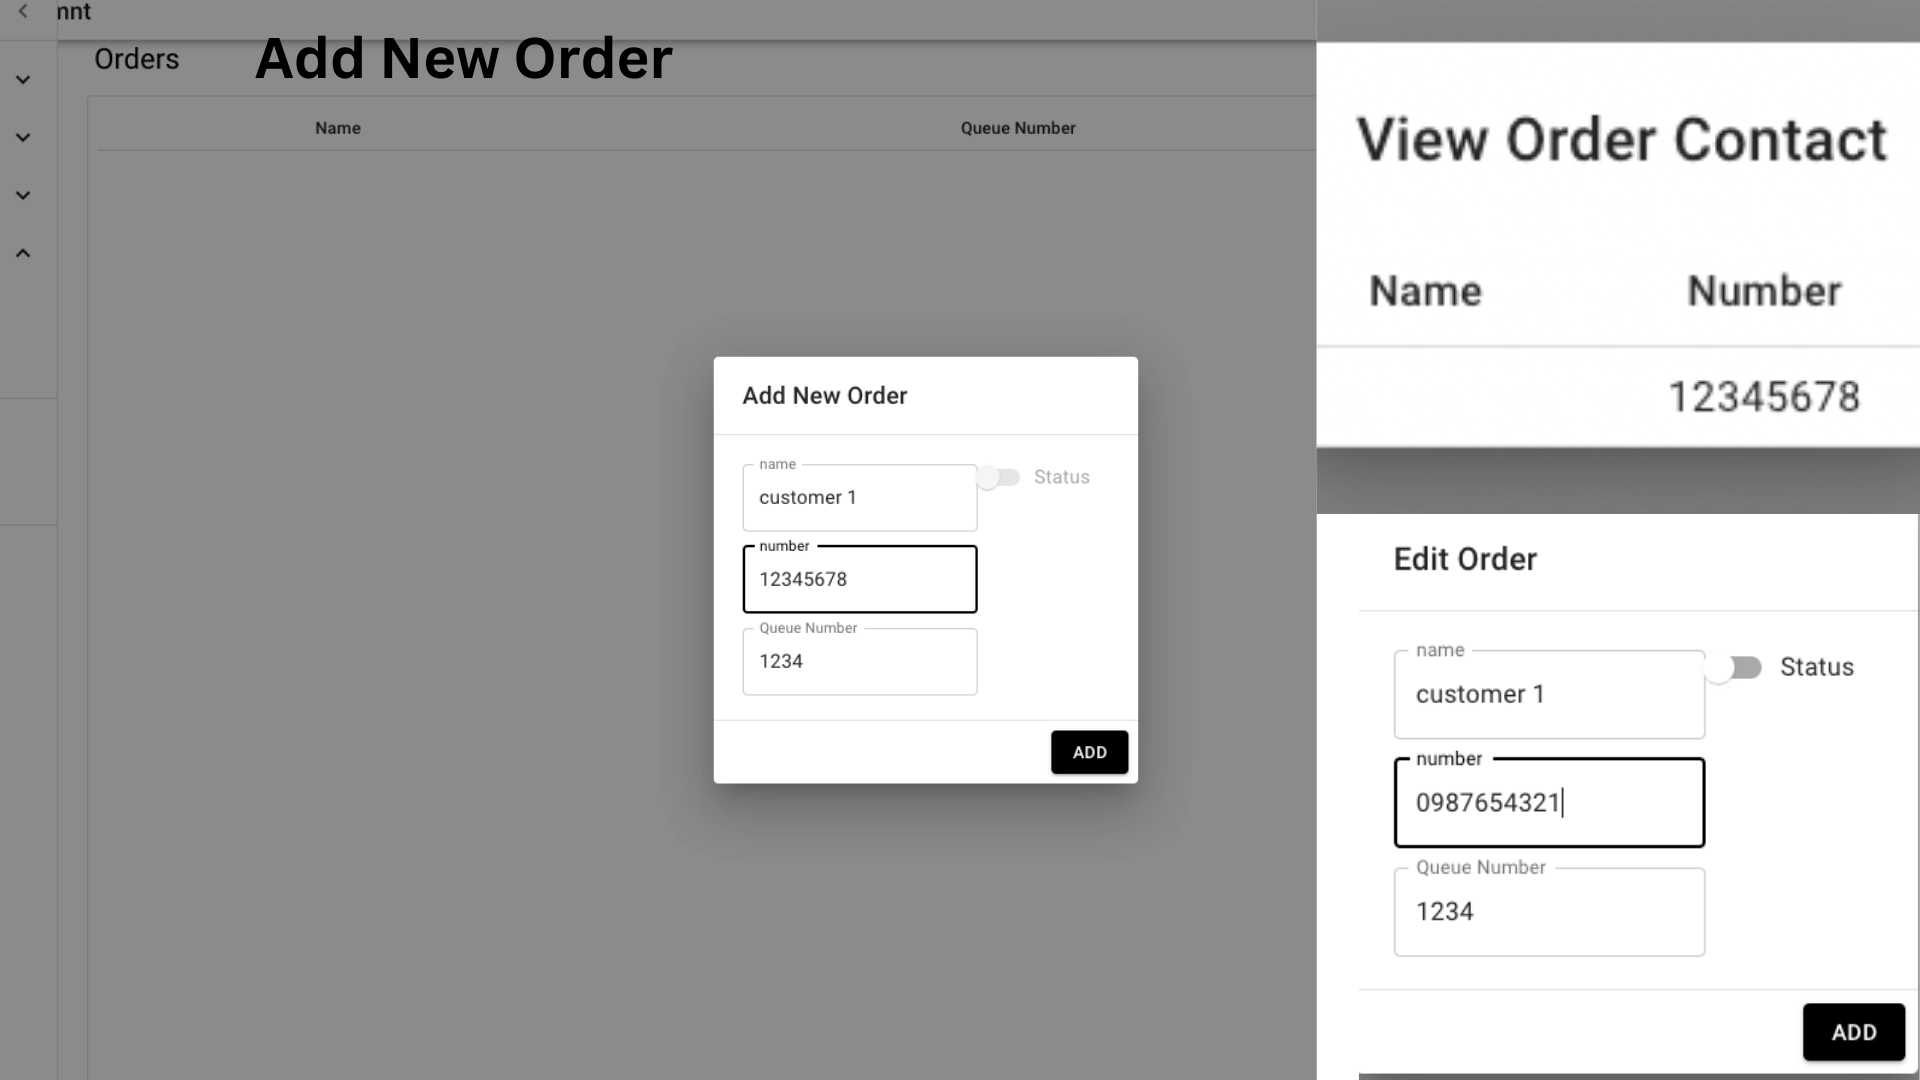 mnt
Orders
Add New Order
Name
Queue Number
Add New Order
name
customer 1
Status
number
12345678
Queue Number
1234
ADD
View Order Contact
Name
Number
12345678
Edit Order
name
customer 1
Status
number
0987654321
Queue Number
1234
ADD